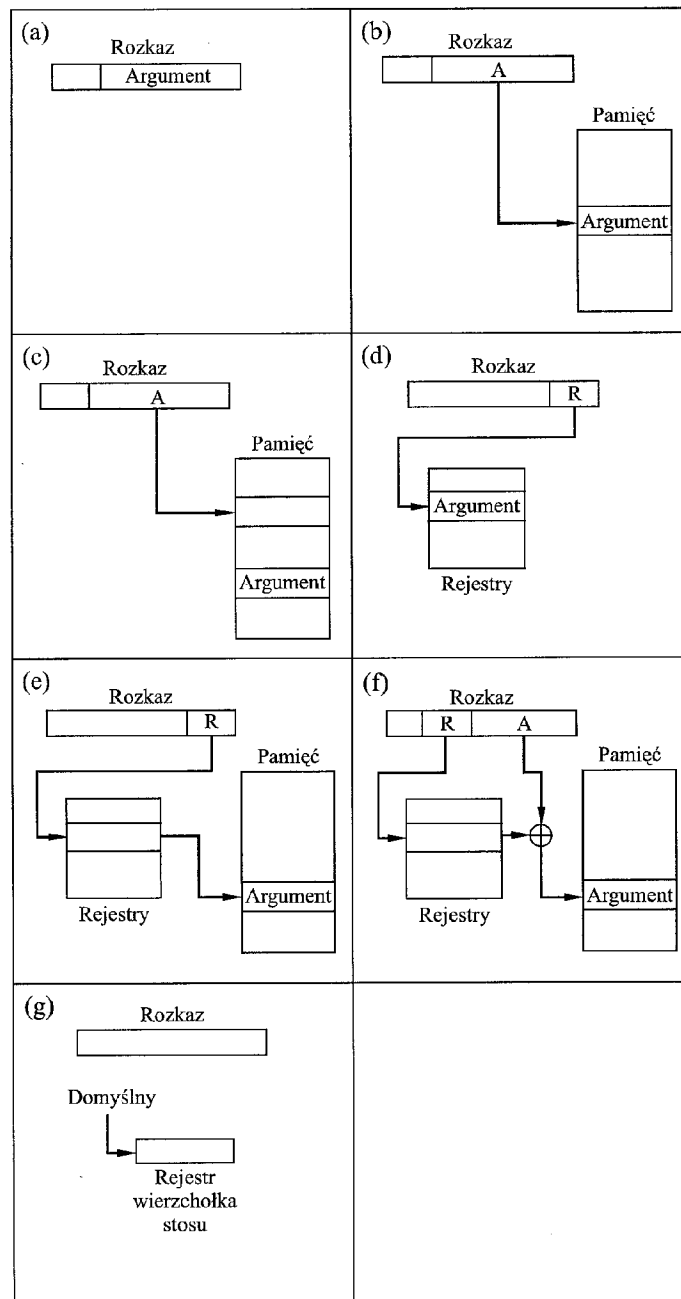 (a)
Rozkaz
Argument
(b)
Rozkaz
A
Pamięć
Argument
(c)
Rozkaz
A
Pamięć
Argument
(d)
Rozkaz
R
Argument
Rejestry
(e)
Rozkaz
R
Pamięć
Argument
Rejestry
(f)
Rozkaz
R A
Pamięć
Argument
Rejestry
(g)
Rozkaz
Domyślny
Rejestr
wierzchołka
stosu